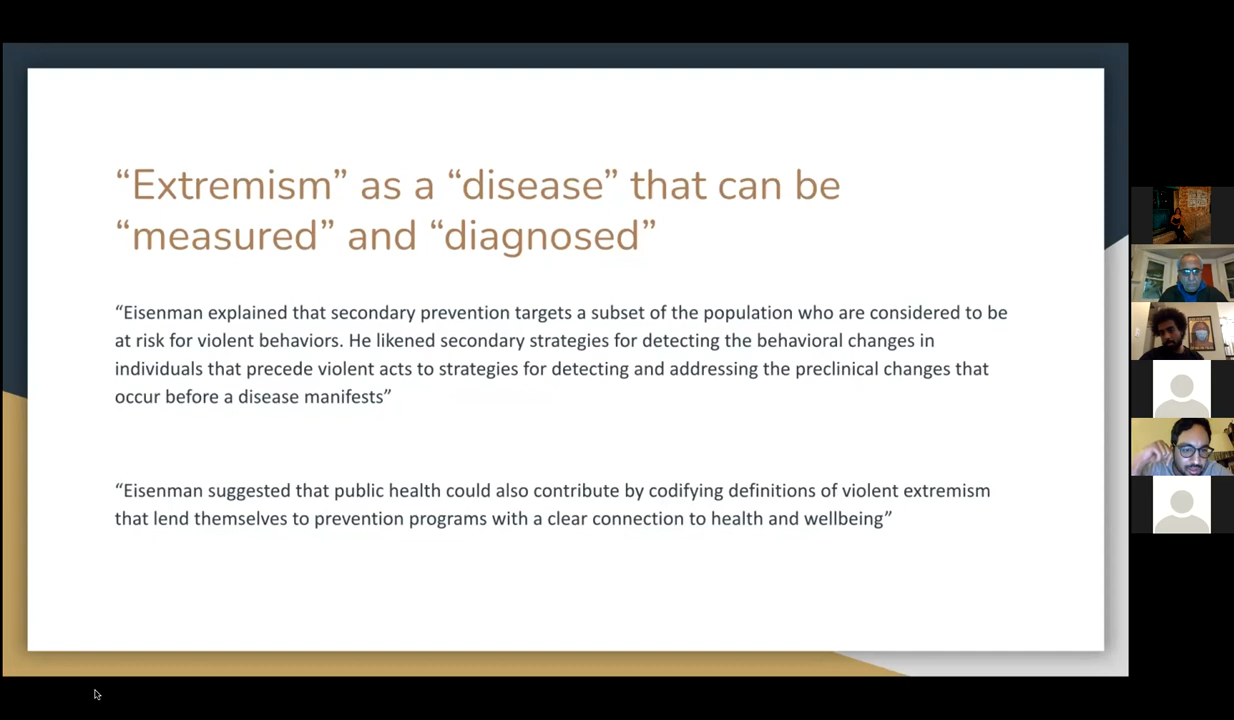 “Extremism” as a “disease” that can be
“measured” and “diagnosed”
“Eisenman explained that secondary prevention targets a subset of the population who are considered to be
at risk for violent behaviors. He likened secondary strategies for detecting the behavioral changes in
individuals that precede violent acts to strategies for detecting and addressing the preclinical changes that
occur before a disease manifests”
“Eisenman suggested that public health could also contribute by codifying definitions of violent extremism
that lend themselves to prevention programs with a clear connection to health and wellbeing”